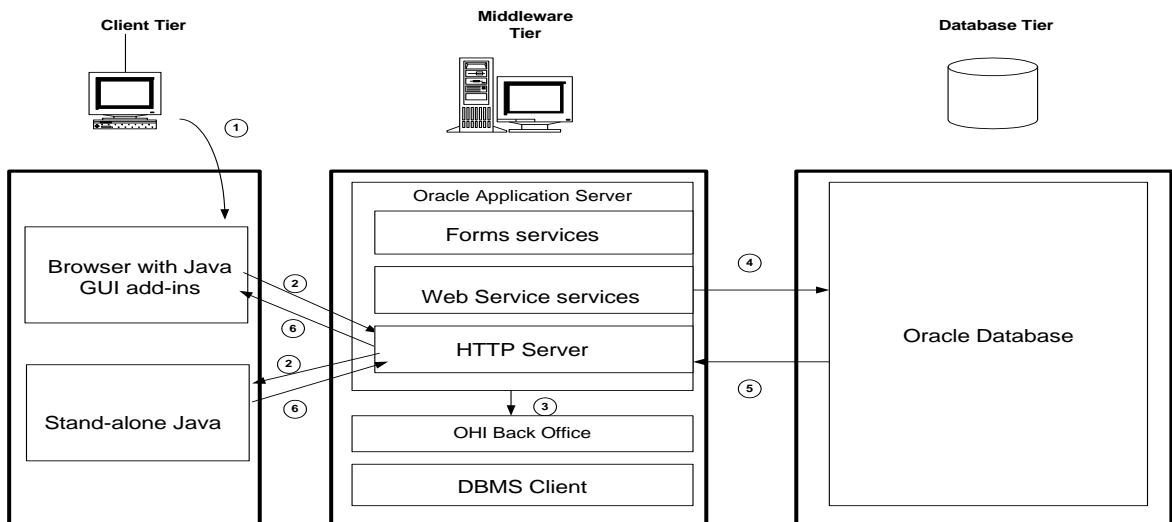 Client Tier
Middleware
Tier
Database Tier
1
Oracle Application Server
Forms services
Browser with Java
GUI add-ins
2
4
Web Service services
6
HTTP Server
Oracle Database
2
5
6
Stand-alone Java
3
OHI Back Office
DBMS Client